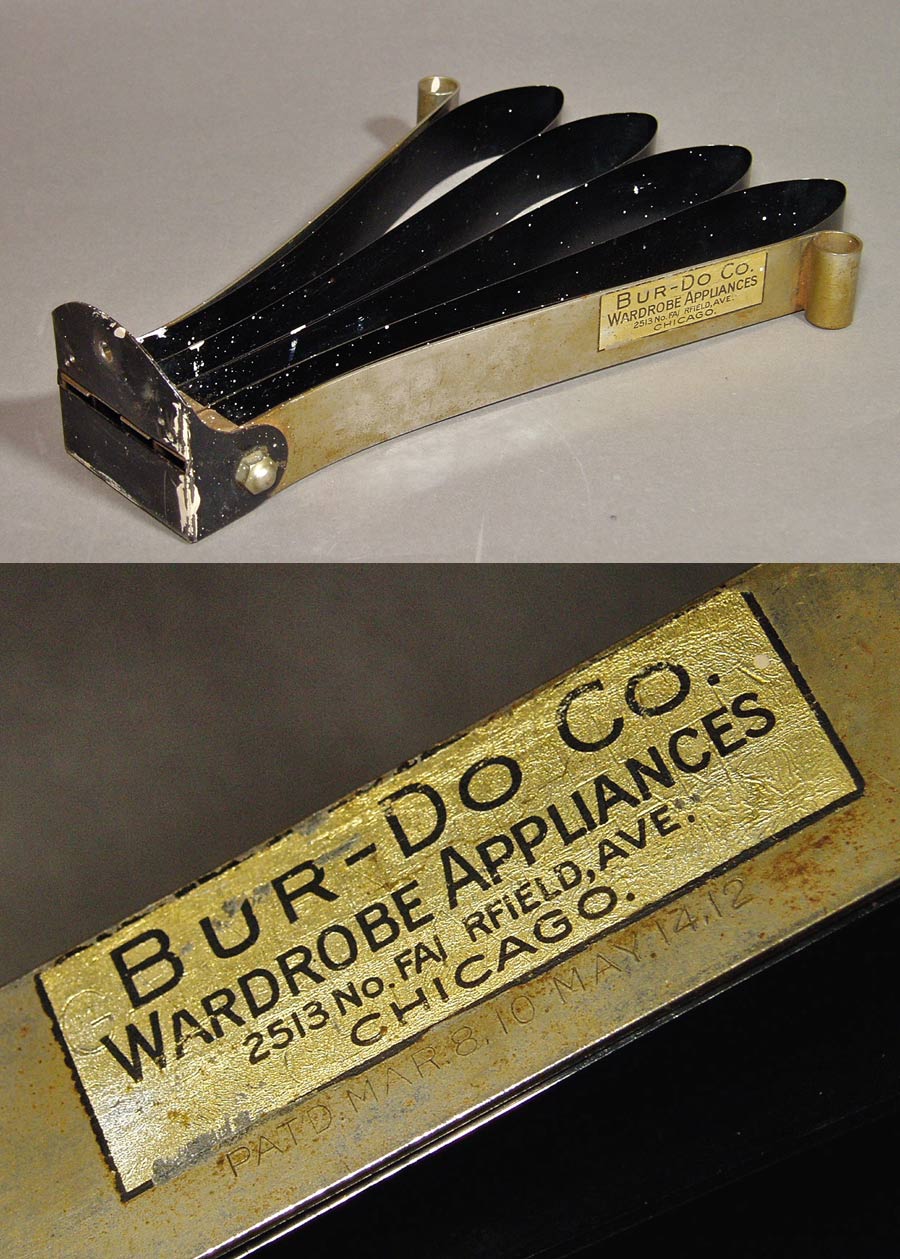 BUR-DO CO.
WARDROBE APPLIANCES
2513 NO. FAI RFIELD, AVE.
CHICAGO.
BUR-DO CO.
WARDROBE APPLIANCES
2513 NO. FAI RFIELD, AVE.
CHICAGO.
PAT'D. MAR. 8, 10 MAY. 14, 12